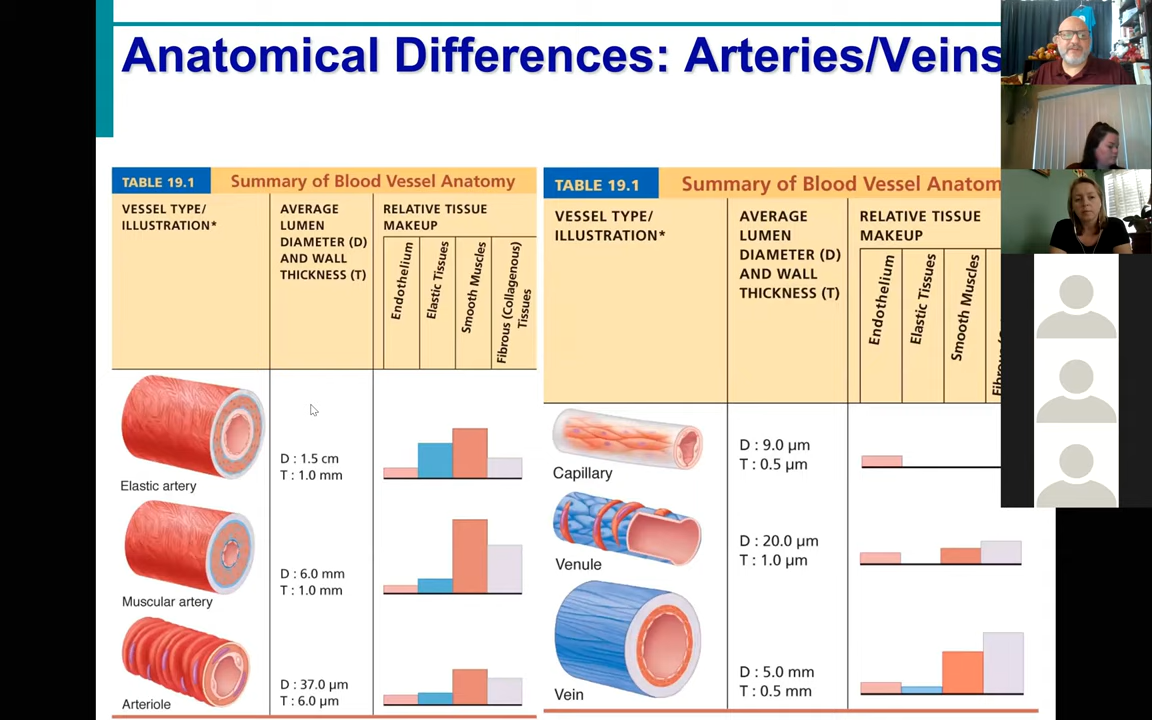 Anatomical Differences: Arteries/Veins
TABLE 19.1
Summary of Blood Vessel Anatomy
VESSEL TYPE/
ILLUSTRATION*
AVERAGE
LUMEN
DIAMETER (D)
AND WALL
THICKNESS (T)
RELATIVE TISSUE
MAKEUP
Endothelium
Elastic Tissues
Smooth Muscles
Fibrous (Collagenous)
Tissues
Elastic artery
D : 1.5 cm
T : 1.0 mm
Muscular artery
D : 6.0 mm
T : 1.0 mm
Arteriole
D : 37.0 µm
T : 6.0 µm
TABLE 19.1
Summary of Blood Vessel Anatom
VESSEL TYPE/
ILLUSTRATION*
AVERAGE
LUMEN
DIAMETER (D)
AND WALL
THICKNESS (T)
RELATIVE TISSUE
MAKEUP
Endothelium
Elastic Tissues
Smooth Muscles
Capillary
D : 9.0 µm
T : 0.5 µm
Venule
D : 20.0 µm
T : 1.0 µm
Vein
D : 5.0 mm
T : 0.5 mm